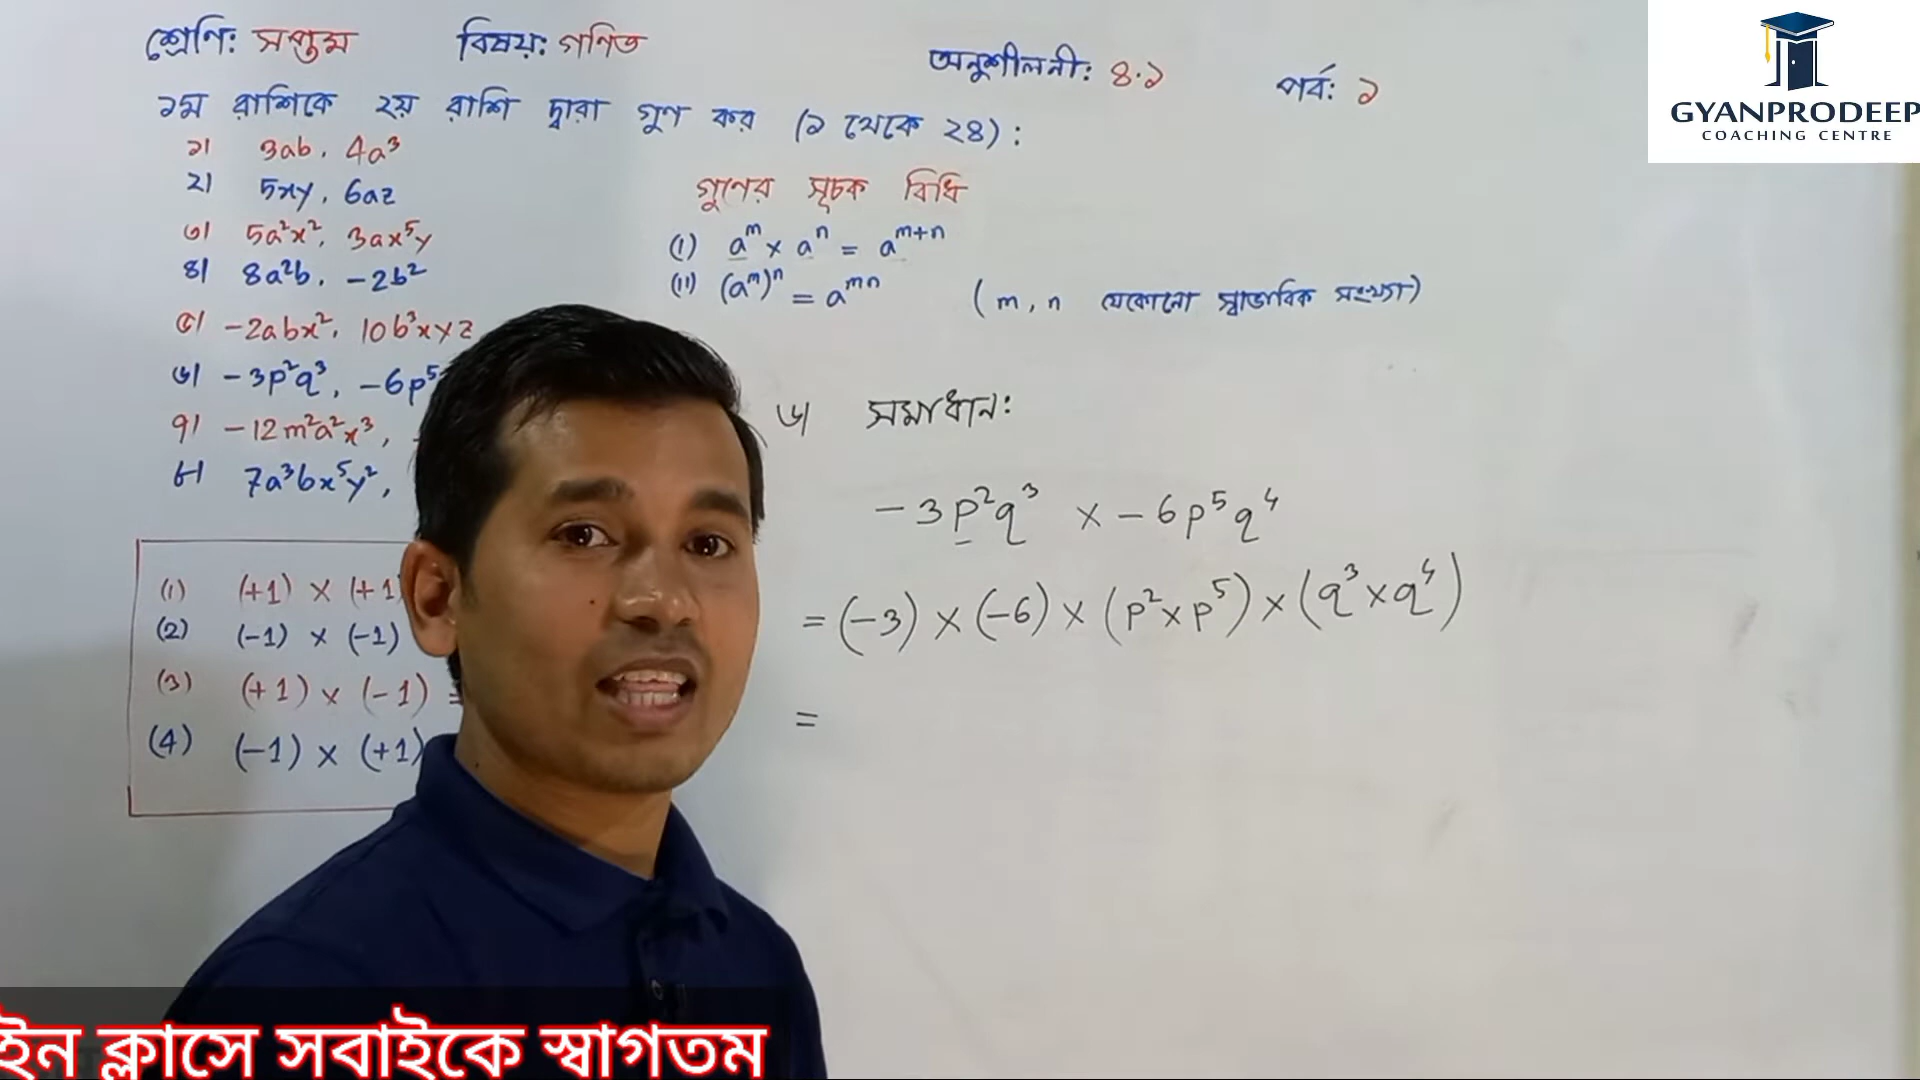 শ্রেণি: সপ্তম বিষয়: গণিত অনুশীলনী: ৪.১ পর্ব: ১
GYANPRODEEP
COACHING CENTRE
১ম রাশিকে ২য় রাশি দ্বারা গুণ কর (১ থেকে ২৪) :
১। 3ab, 4a³
২। 5xy, 6az
৩। 5a²x², 3ax⁵y
৪। 8a²b, -2b²
৫। -2abx², 10b³xyz
৬। -3p²q³, -6p⁵
৭। -12m²a²x³,
৮। 7a³bx⁵y²,
গুণের সূচক বিধি
(i) aᵐ × aⁿ = aᵐ⁺ⁿ
(ii) (aᵐ)ⁿ = aᵐⁿ (m, n যেকোনো স্বাভাবিক সংখ্যা)
(1) (+1) × (+1)
(2) (-1) × (-1)
(3) (+1) × (-1) =
(4) (-1) × (+1)
৬। সমাধান:
-3p²q³ × -6p⁵q⁴
= (-3) × (-6) × (p² × p⁵) × (q³ × q⁴)
=
ইন ক্লাসে সবাইকে স্বাগতম